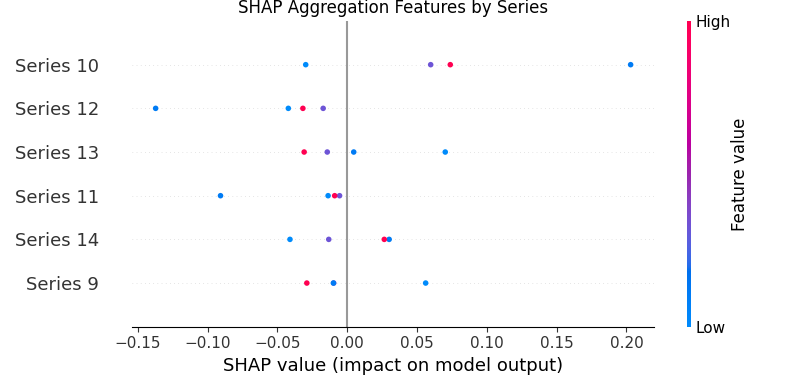 SHAP Aggregation Features by Series
High
Series 10
Series 12
Series 13
Series 11
Series 14
Series 9
Feature value
Low
−0.15 −0.10 −0.05 0.00 0.05 0.10 0.15 0.20
SHAP value (impact on model output)